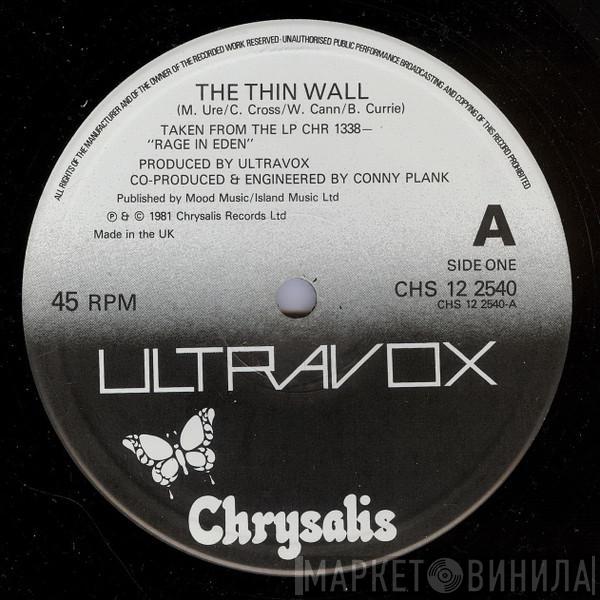 ALL RIGHTS OF THE MANUFACTURER AND OF THE OWNER OF THE RECORDED WORK RESERVED · UNAUTHORISED PUBLIC PERFORMANCE BROADCASTING AND COPYING OF THIS RECORD PROHIBITED
THE THIN WALL
(M. Ure/C. Cross/W. Cann/B. Currie)
TAKEN FROM THE LP CHR 1338—
"RAGE IN EDEN"
PRODUCED BY ULTRAVOX
CO-PRODUCED & ENGINEERED BY CONNY PLANK
Published by Mood Music/Island Music Ltd
℗ & © 1981 Chrysalis Records Ltd
Made in the UK
A
SIDE ONE
45 RPM
CHS 12 2540
CHS 12 2540-A
ULTRAVOX
Chrysalis
МАРКЕТ ВИНИЛА